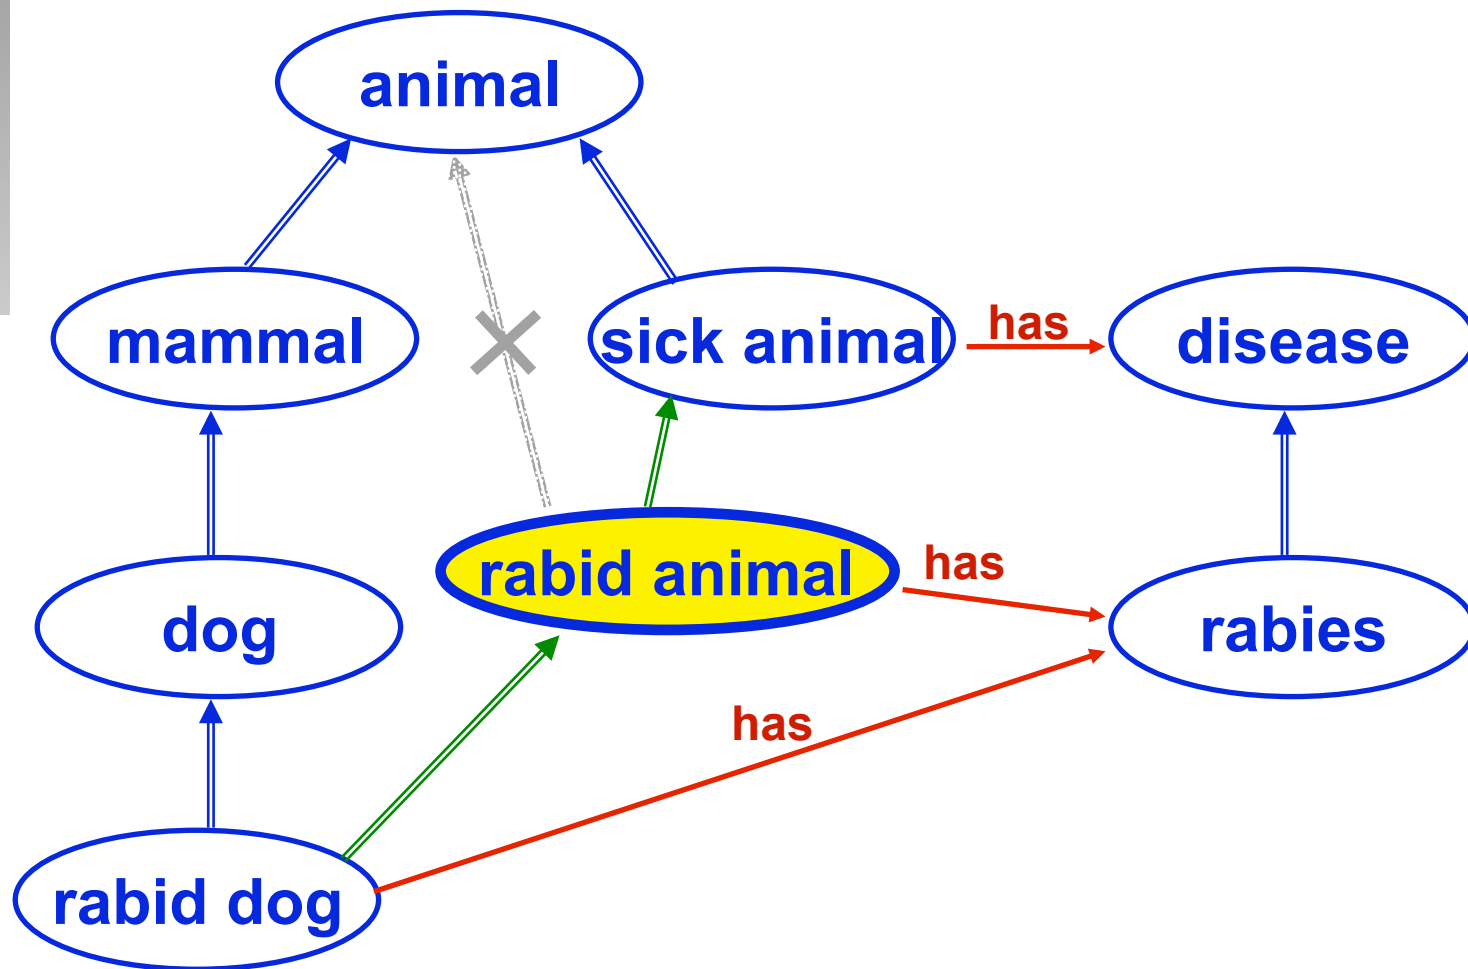 animal
mammal
sick animal
has
disease
rabid animal
has
dog
rabies
has
rabid dog